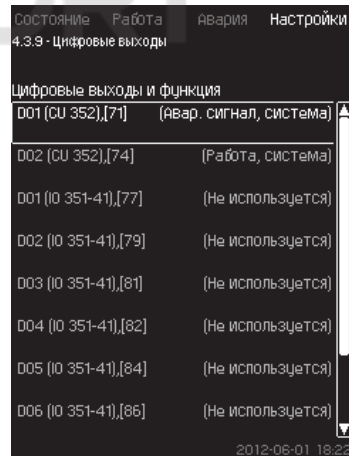 Состояние Работа Авария Настройки
4.3.9 - Цифровые выходы
Цифровые выходы и функция
DO1 (CU 352),[71] (Авар. сигнал, система)
DO2 (CU 352),[74] (Работа, система)
DO1 (IO 351-41),[77] (Не используется)
DO2 (IO 351-41),[79] (Не используется)
DO3 (IO 351-41),[81] (Не используется)
DO4 (IO 351-41),[82] (Не используется)
DO5 (IO 351-41),[84] (Не используется)
DO6 (IO 351-41),[86] (Не используется)
2012-06-01 18:22